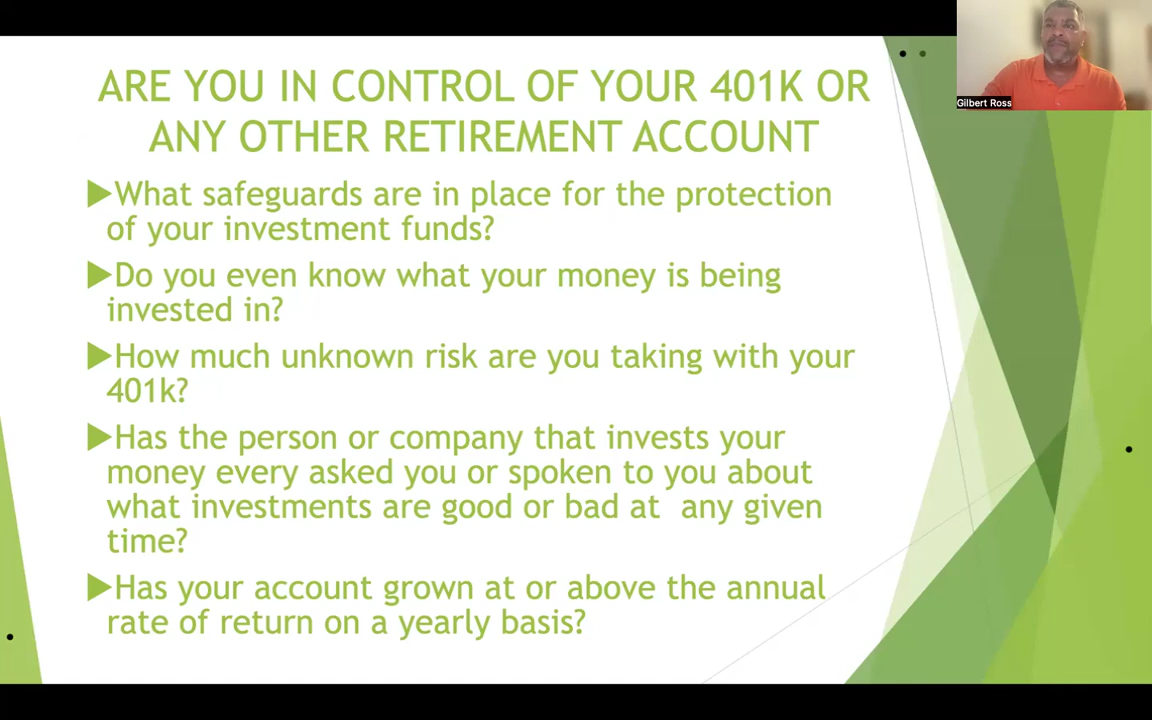 ARE YOU IN CONTROL OF YOUR 401K OR
ANY OTHER RETIREMENT ACCOUNT
What safeguards are in place for the protection
of your investment funds?
Do you even know what your money is being
invested in?
How much unknown risk are you taking with your
401k?
Has the person or company that invests your
money every asked you or spoken to you about
what investments are good or bad at any given
time?
Has your account grown at or above the annual
rate of return on a yearly basis?
Gilbert Ross